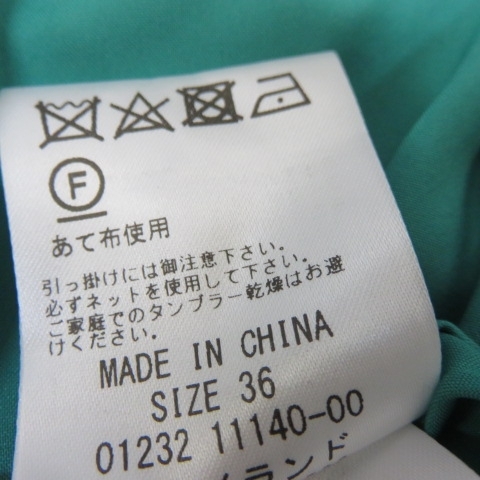 F
あて布使用
引っ掛けには御注意下さい。
必ずネットを使用して下さい。
ご家庭でのタンブラー乾燥はお避
けください。
MADE IN CHINA
SIZE 36
01232 11140-00
ランド